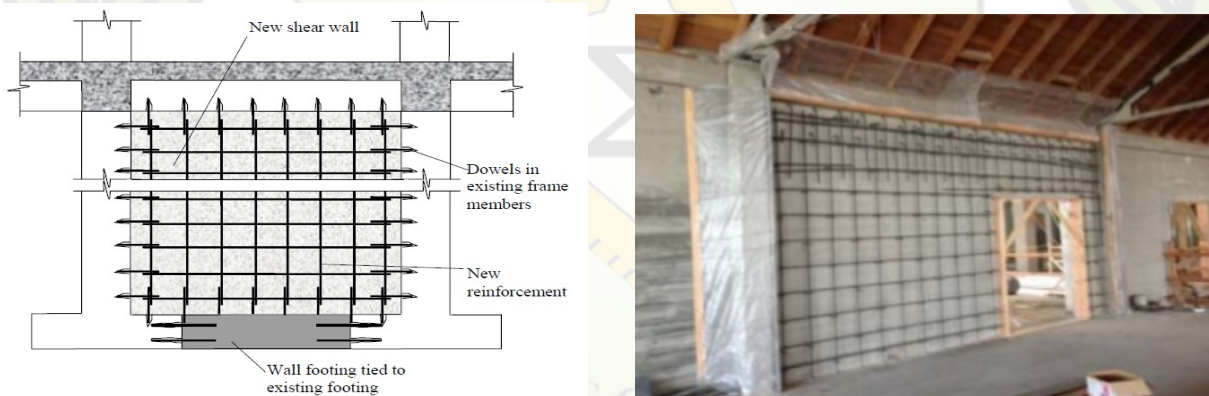 New shear wall
Dowels in
existing frame
members
New
reinforcement
Wall footing tied to
existing footing